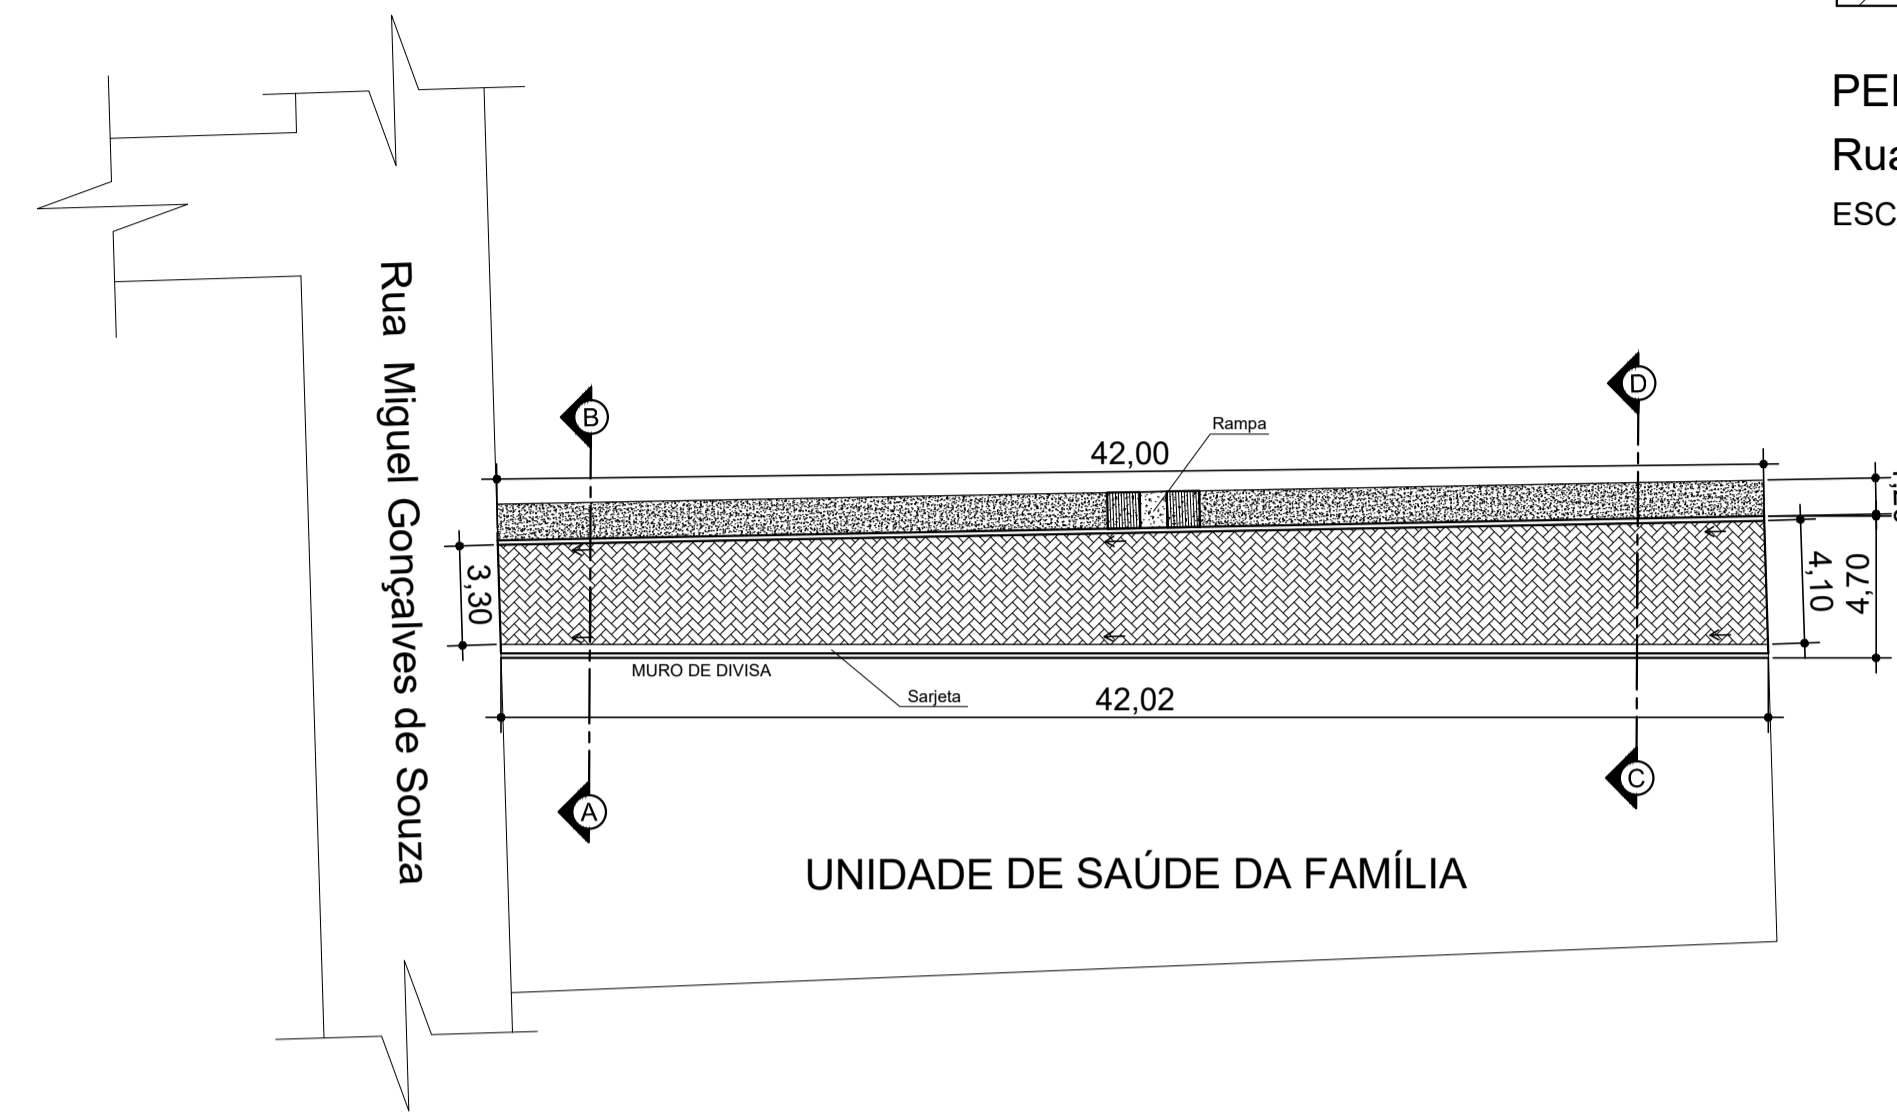 PE
Rua
ESC
Rua Miguel Gonçalves de Souza
B
D
Rampa
42,00
3,30
4,10
4,70
MURO DE DIVISA
Sarjeta
42,02
A
C
UNIDADE DE SAÚDE DA FAMÍLIA